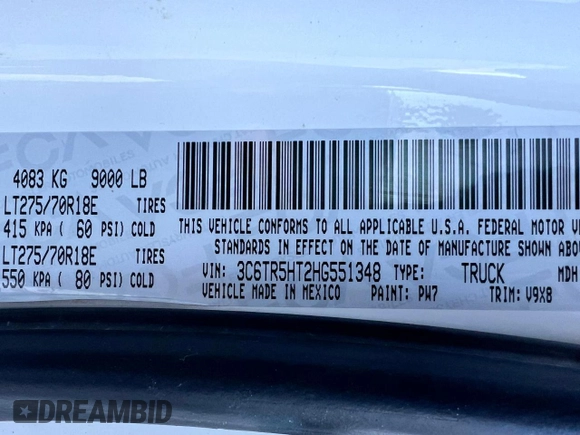 4083 KG 9000 LB
LT275/70R18E TIRES
415 KPA ( 60 PSI) COLD
LT275/70R18E TIRES
550 KPA ( 80 PSI) COLD
THIS VEHICLE CONFORMS TO ALL APPLICABLE U.S.A. FEDERAL MOTOR VE
STANDARDS IN EFFECT ON THE DATE OF MANUFACTURE SHOWN ABOV
VIN: 3C6TR5HT2HG551348 TYPE: TRUCK MDH
VEHICLE MADE IN MEXICO PAINT: PW7 TRIM: V9X8
DREAMBID